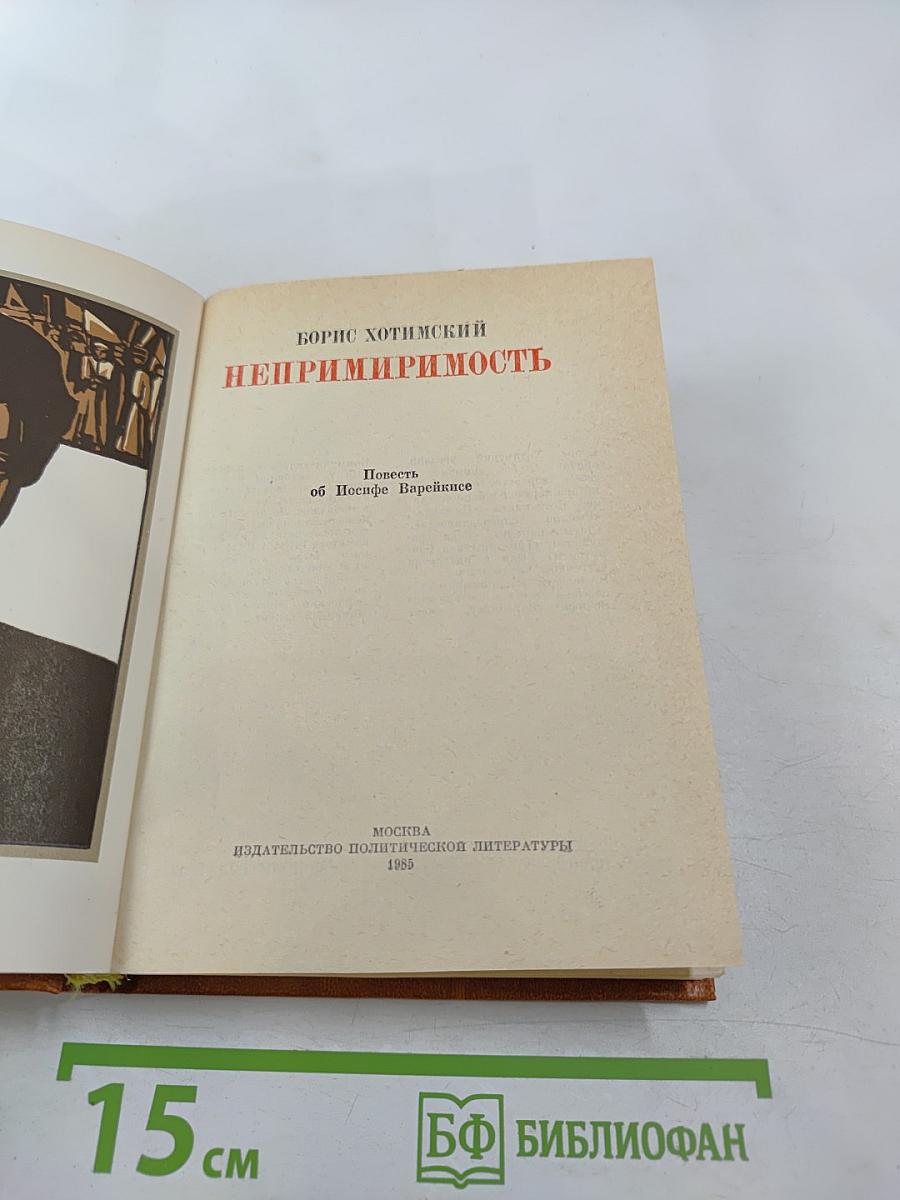 БОРИС ХОТИМСКИЙ
НЕПРИМИРИМОСТЬ
Повесть
об Иосифе Варейкисе
МОСКВА
ИЗДАТЕЛЬСТВО ПОЛИТИЧЕСКОЙ ЛИТЕРАТУРЫ
1985
15 см
БФ БИБЛИОФАН